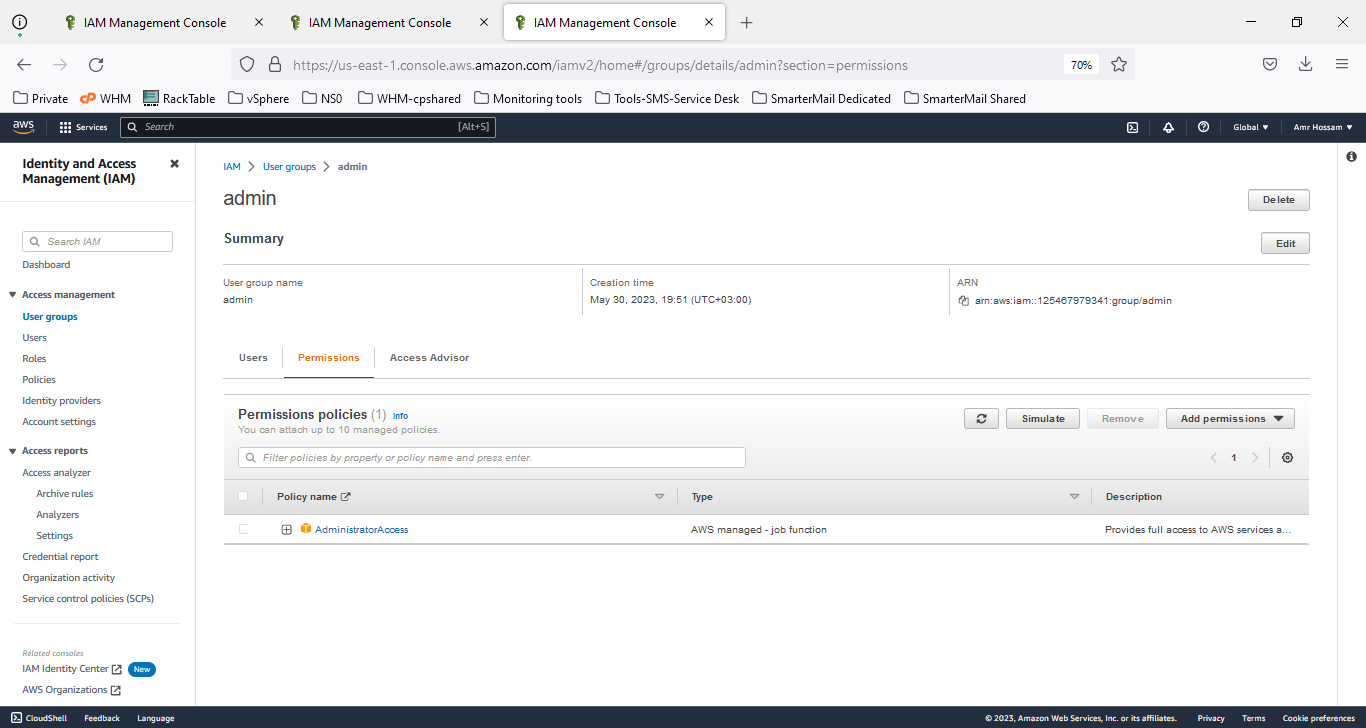 IAM Management Console
IAM Management Console
IAM Management Console
https://us-east-1.console.aws.amazon.com/iamv2/home#/groups/details/admin?section=permissions
70%
Private
WHM
RackTable
vSphere
NS0
WHM-cpshared
Monitoring tools
Tools-SMS-Service Desk
SmarterMail Dedicated
SmarterMail Shared
aws
Services
Search
[Alt+S]
Global
Amr Hossam
Identity and Access
Management (IAM)
Search IAM
Dashboard
Access management
User groups
Users
Roles
Policies
Identity providers
Account settings
Access reports
Access analyzer
Archive rules
Analyzers
Settings
Credential report
Organization activity
Service control policies (SCPs)
Related consoles
IAM Identity Center
New
AWS Organizations
IAM
User groups
admin
admin
Delete
Summary
Edit
User group name
admin
Creation time
May 30, 2023, 19:51 (UTC+03:00)
ARN
arn:aws:iam::125467979341:group/admin
Users
Permissions
Access Advisor
Permissions policies (1)
Info
You can attach up to 10 managed policies.
Simulate
Remove
Add permissions
Filter policies by property or policy name and press enter.
1
Policy name
Type
Description
AdministratorAccess
AWS managed - job function
Provides full access to AWS services a...
CloudShell
Feedback
Language
© 2023, Amazon Web Services, Inc. or its affiliates.
Privacy
Terms
Cookie preferences